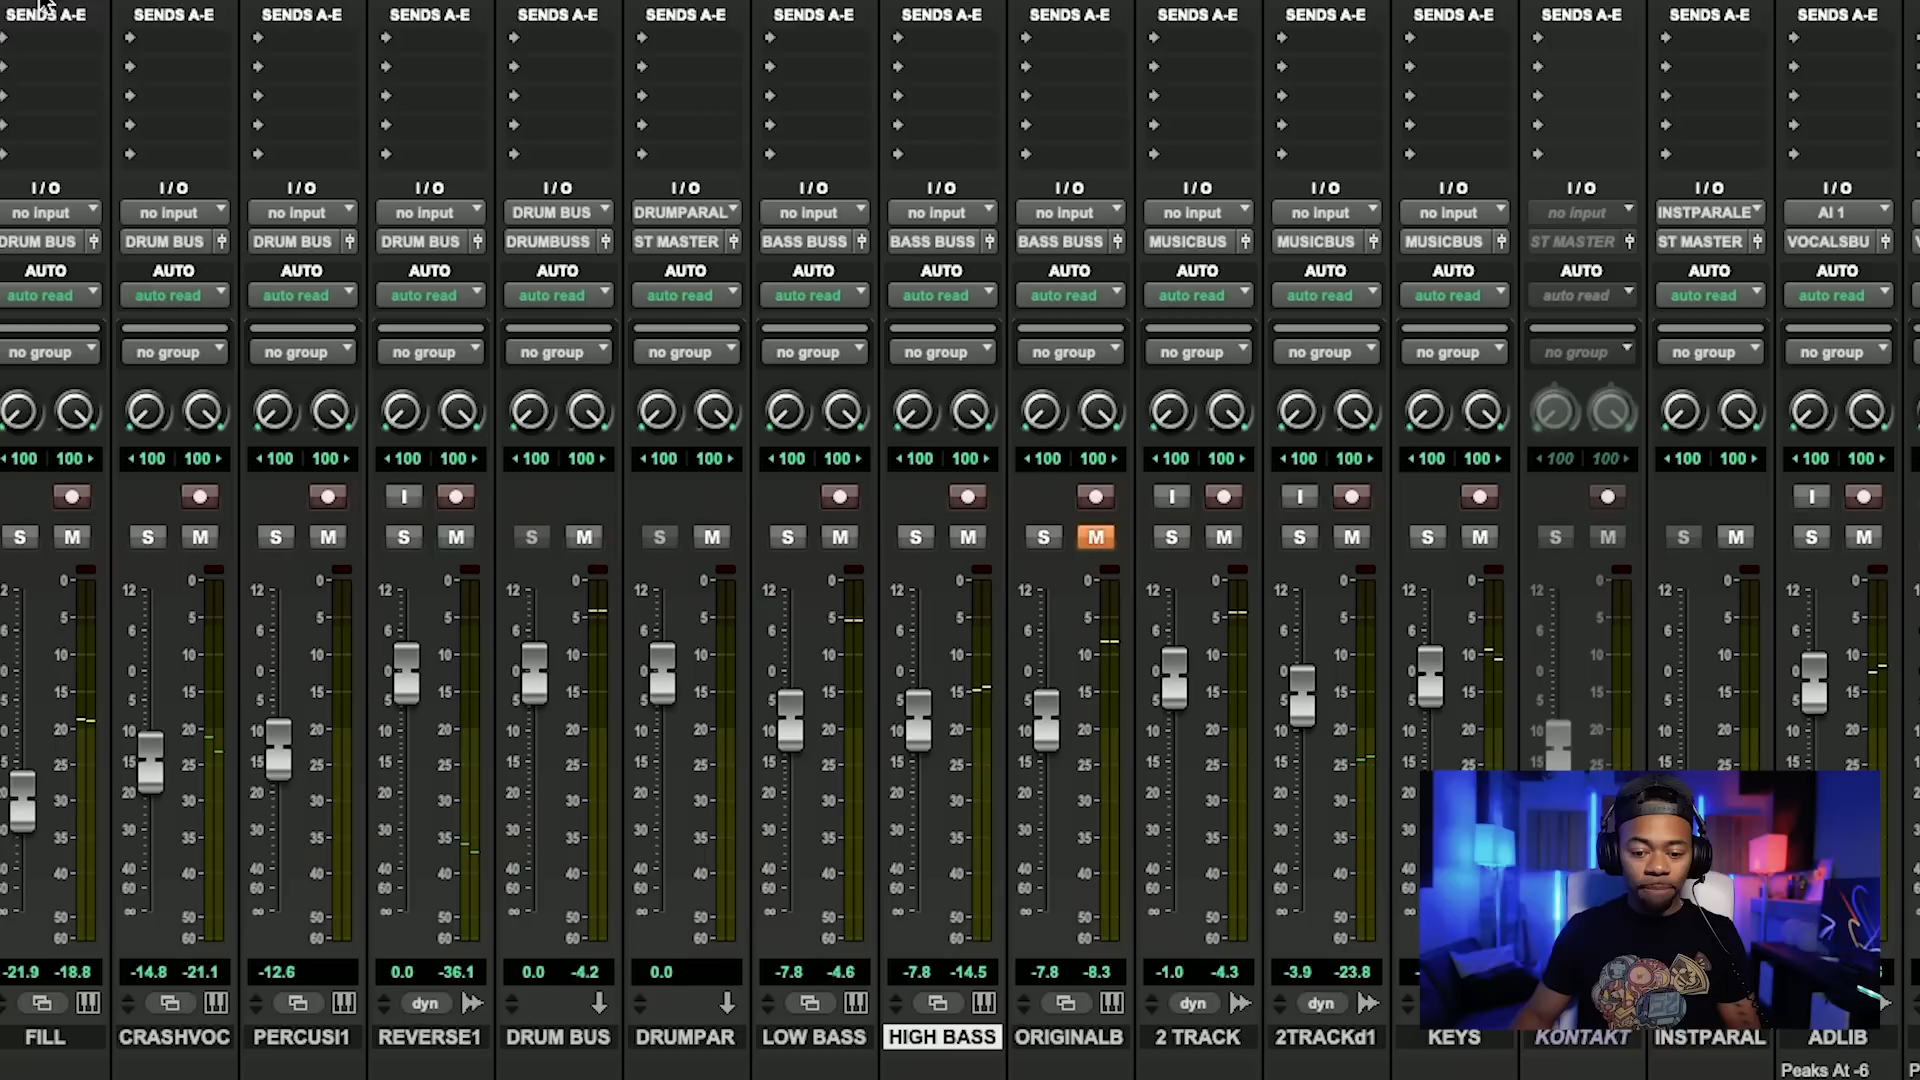 SENDS A-E SENDS A-E SENDS A-E SENDS A-E SENDS A-E SENDS A-E SENDS A-E SENDS A-E SENDS A-E SENDS A-E SENDS A-E SENDS A-E SENDS A-E SENDS A-E SENDS A-E
I/O I/O I/O I/O I/O I/O I/O I/O I/O I/O I/O I/O I/O I/O I/O
no input no input no input no input DRUM BUS DRUMPARAL no input no input no input no input no input no input no input INSTPARALE AI 1
DRUM BUS DRUM BUS DRUM BUS DRUM BUS DRUMBUSS ST MASTER BASS BUSS BASS BUSS BASS BUSS MUSICBUS MUSICBUS MUSICBUS ST MASTER ST MASTER VOCALSBU
AUTO AUTO AUTO AUTO AUTO AUTO AUTO AUTO AUTO AUTO AUTO AUTO AUTO AUTO AUTO
auto read auto read auto read auto read auto read auto read auto read auto read auto read auto read auto read auto read auto read auto read auto read
no group no group no group no group no group no group no group no group no group no group no group no group no group no group no group
100 100 100 100 100 100 100 100 100 100 100 100 100 100 100 100 100 100 100 100 100 100 100 100 100 100 100 100 100 100
I I I I
S M S M S M S M S M S M S M S M S M S M S M S M S M S M S M
-21.9 -18.8 -14.8 -21.1 -12.6 0.0 -36.1 0.0 -4.2 0.0 -7.8 -4.6 -7.8 -14.5 -7.8 -8.3 -1.0 -4.3 -3.9 -23.8
dyn dyn dyn
FILL CRASHVOC PERCUSI1 REVERSE1 DRUM BUS DRUMPAR LOW BASS HIGH BASS ORIGINALB 2 TRACK 2TRACKd1 KEYS KONTAKT INSTPARAL ADLIB
Peaks At -6